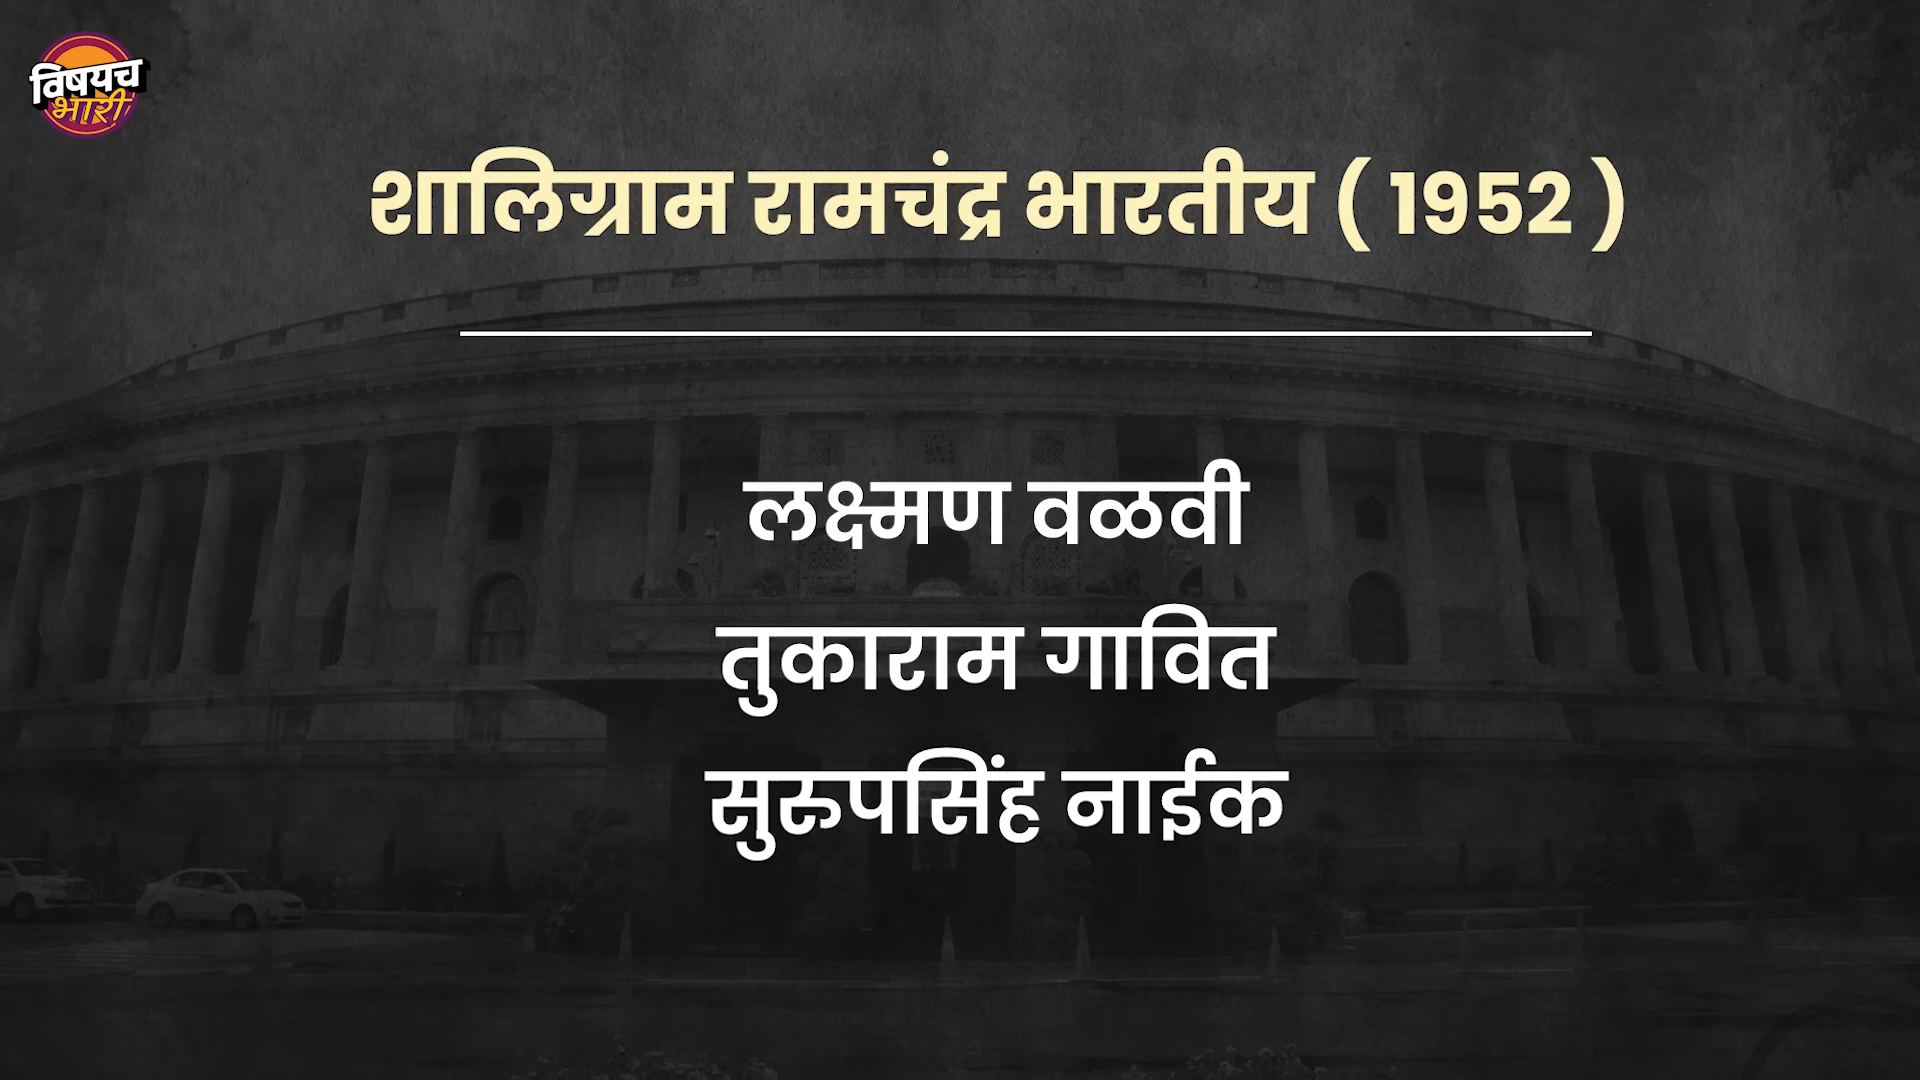 विषयच
भारी
शालिग्राम रामचंद्र भारतीय ( 1952 )
लक्ष्मण वळवी
तुकाराम गावित
सुरुपसिंह नाईक